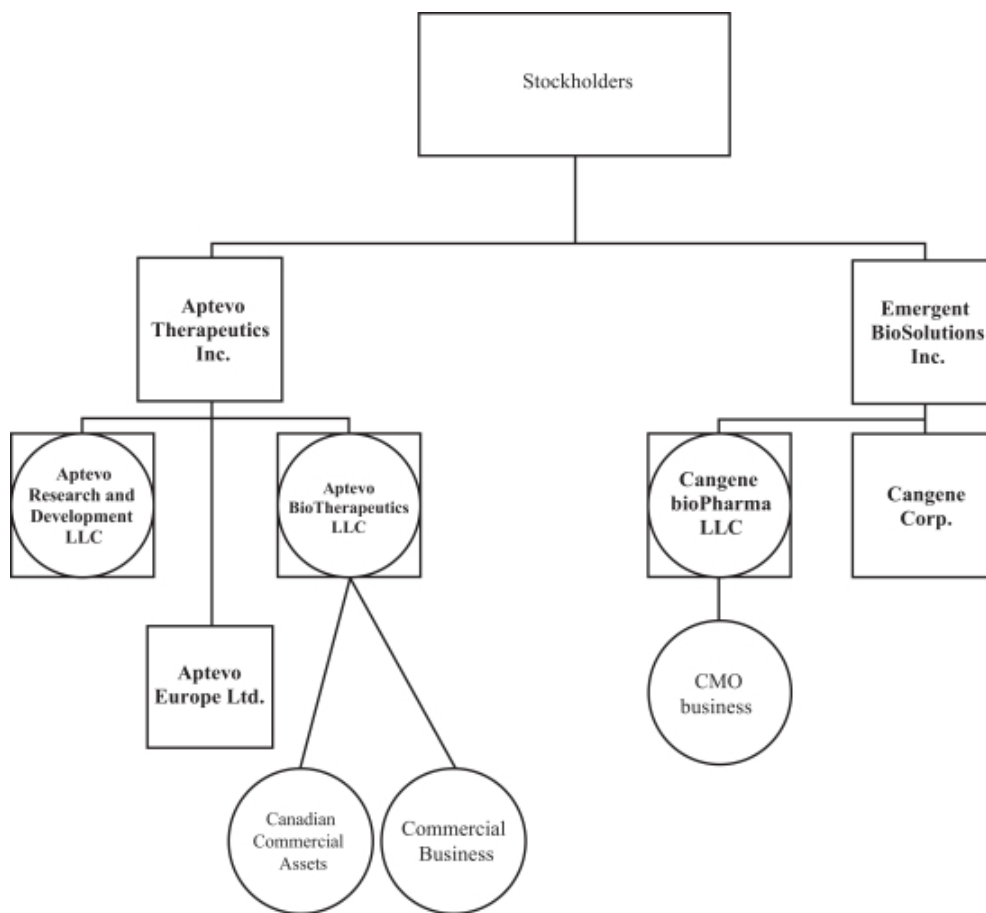 Stockholders
Aptevo
Therapeutics
Inc.
Emergent
BioSolutions
Inc.
Aptevo
Research and
Development
LLC
Aptevo
BioTherapeutics
LLC
Cangene
bioPharma
LLC
Cangene
Corp.
Aptevo
Europe Ltd.
CMO
business
Canadian
Commercial
Assets
Commercial
Business